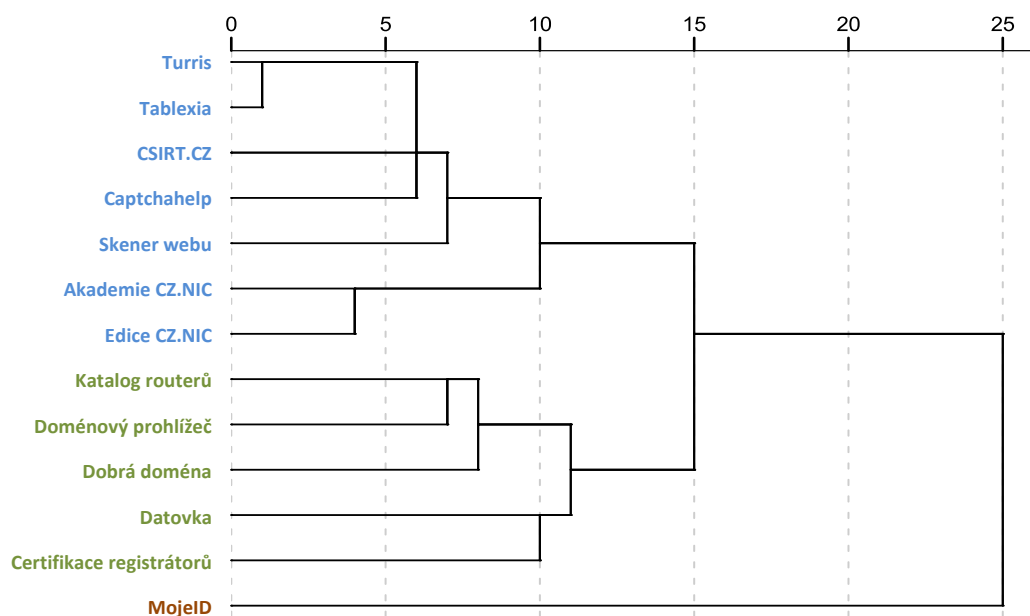 0 5 10 15 20 25
Turris
Tablexia
CSIRT.CZ
Captchahelp
Skener webu
Akademie CZ.NIC
Edice CZ.NIC
Katalog routerů
Doménový prohlížeč
Dobrá doména
Datovka
Certifikace registrátorů
MojeID